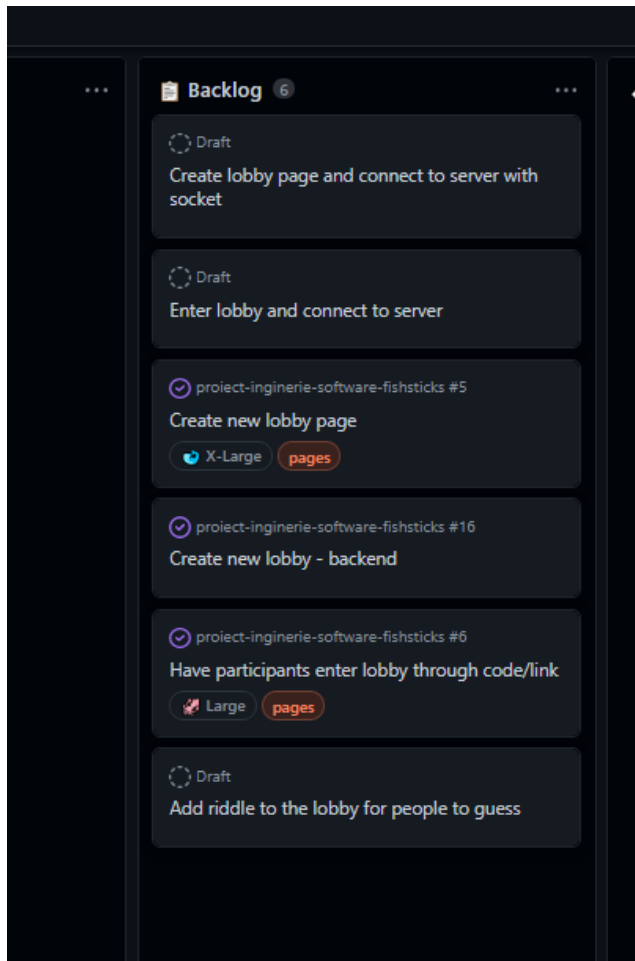 Backlog 6
Draft
Create lobby page and connect to server with
socket
Draft
Enter lobby and connect to server
proiect-inginerie-software-fishsticks #5
Create new lobby page
X-Large pages
proiect-inginerie-software-fishsticks #16
Create new lobby - backend
proiect-inginerie-software-fishsticks #6
Have participants enter lobby through code/link
Large pages
Draft
Add riddle to the lobby for people to guess